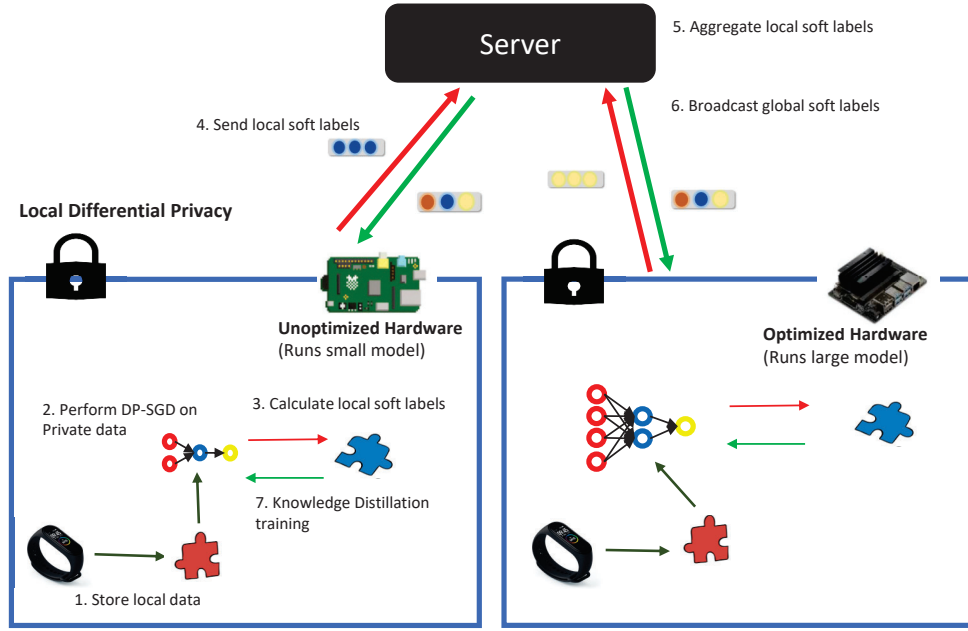 Server
5. Aggregate local soft labels
6. Broadcast global soft labels
4. Send local soft labels
Local Differential Privacy
Unoptimized Hardware
(Runs small model)
Optimized Hardware
(Runs large model)
2. Perform DP-SGD on
Private data
3. Calculate local soft labels
7. Knowledge Distillation
training
1. Store local data